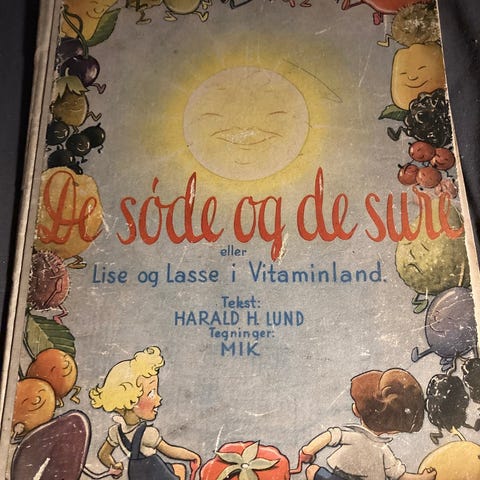 De søde og de sure
eller
Lise og Lasse i Vitaminland.
Tekst:
HARALD H. LUND
Tegninger:
MIK